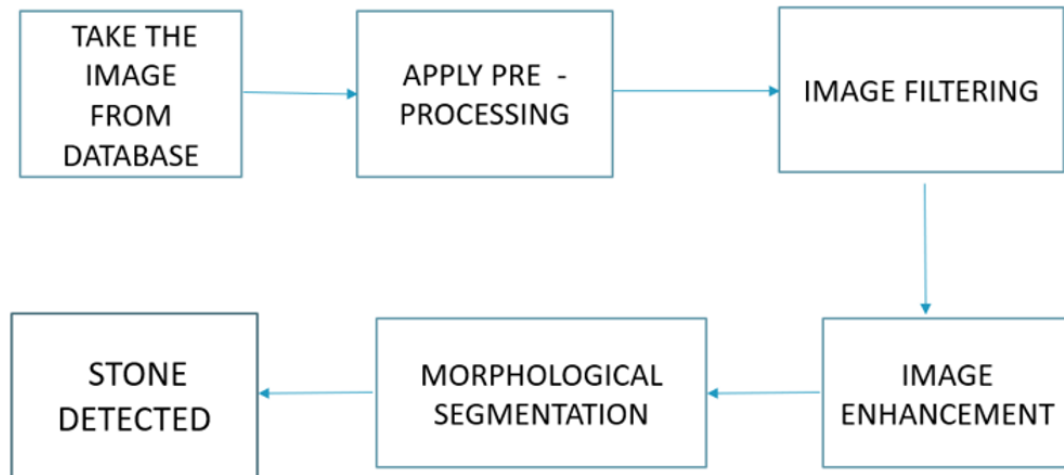 TAKE THE
IMAGE
FROM
DATABASE
APPLY PRE -
PROCESSING
IMAGE FILTERING
IMAGE
ENHANCEMENT
MORPHOLOGICAL
SEGMENTATION
STONE
DETECTED